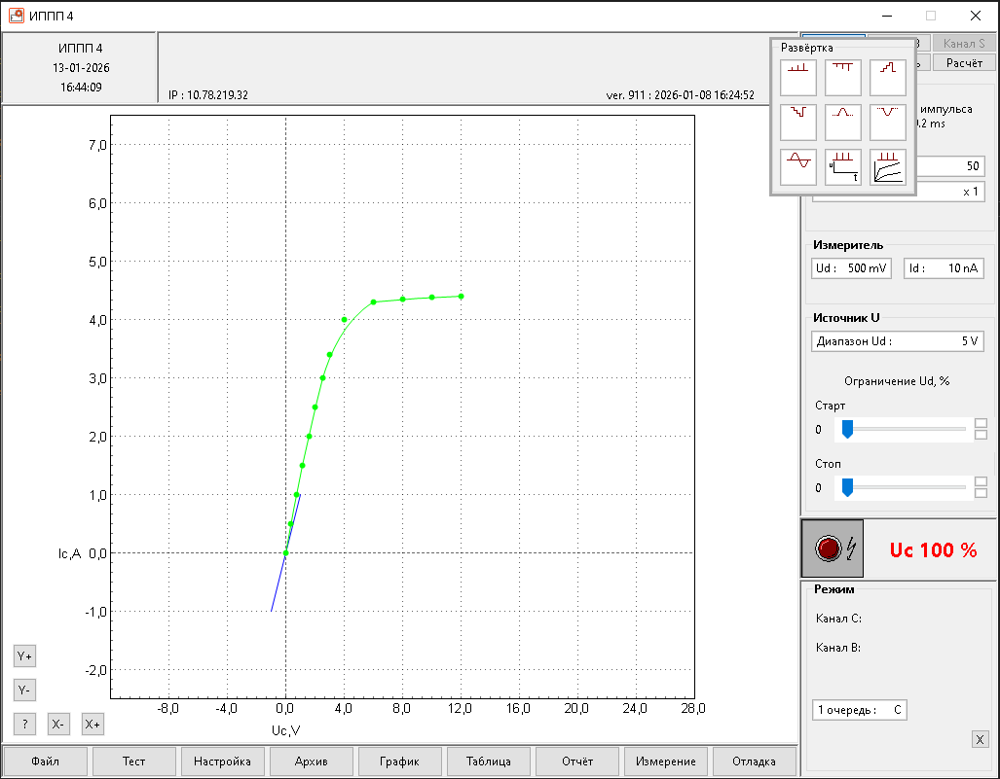 ИППП 4
ИППП 4
13-01-2026
16:44:09
IP : 10.78.219.32
ver. 911 : 2026-01-08 16:24:52
Развёртка
Канал S
Расчёт
u
t
импульса
.2 ms
50
x 1
Измеритель
Ud : 500 mV
Id : 10 nA
Источник U
Диапазон Ud : 5 V
Ограничение Ud, %
Старт
0
Стоп
0
Uc 100 %
Режим
Канал C:
Канал B:
1 очередь : C
X
7,0
6,0
5,0
4,0
3,0
2,0
1,0
Ic,A 0,0
-1,0
-2,0
-8,0 -4,0 0,0 4,0 8,0 12,0 16,0 20,0 24,0 28,0
Uc,V
Y+
Y-
? X- X+
Файл Тест Настройка Архив График Таблица Отчёт Измерение Отладка